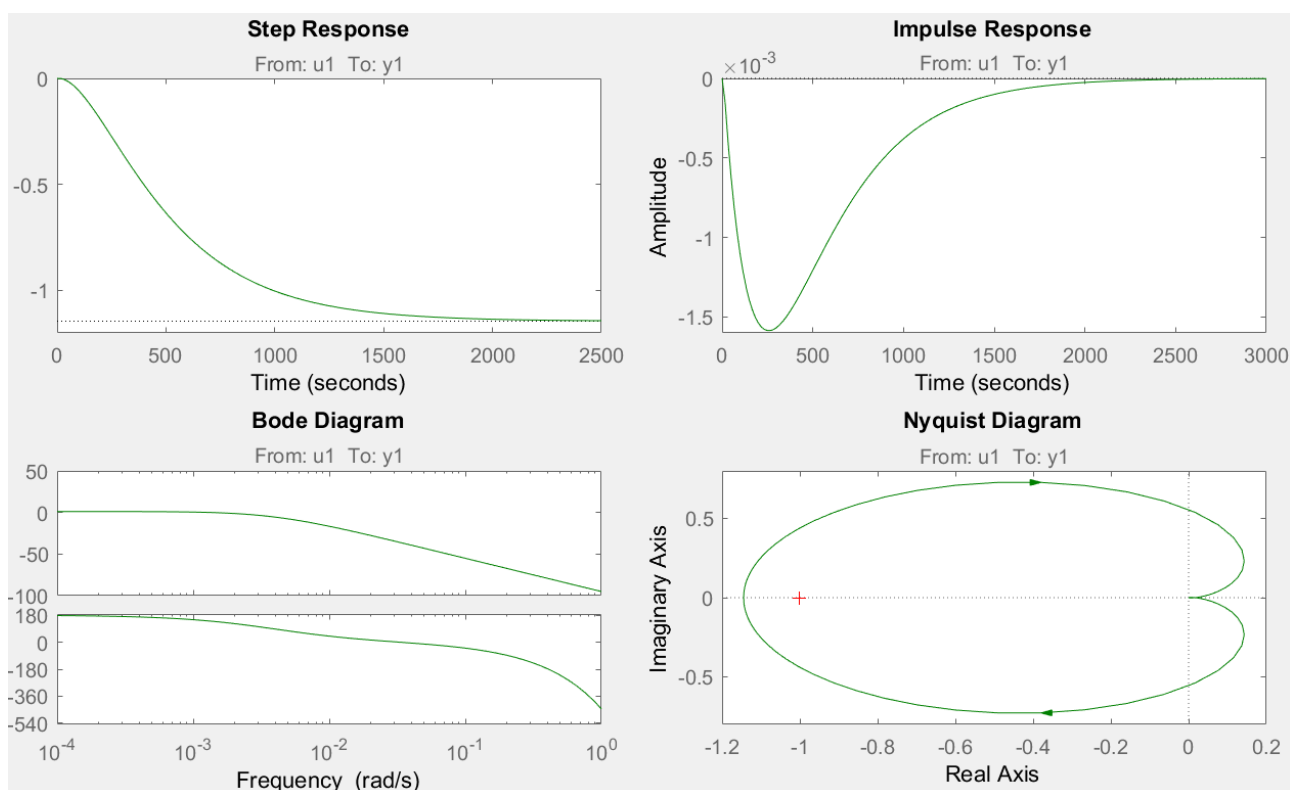 Step Response
From: u1 To: y1
0
-0.5
-1
0 500 1000 1500 2000 2500
Time (seconds)
Impulse Response
From: u1 To: y1
×10-3
0
-0.5
-1
-1.5
Amplitude
0 500 1000 1500 2000 2500 3000
Time (seconds)
Bode Diagram
From: u1 To: y1
50
0
-50
-100
180
0
-180
-360
-540
10-4 10-3 10-2 10-1 100
Frequency (rad/s)
Nyquist Diagram
From: u1 To: y1
0.5
0
-0.5
Imaginary Axis
-1.2 -1 -0.8 -0.6 -0.4 -0.2 0 0.2
Real Axis